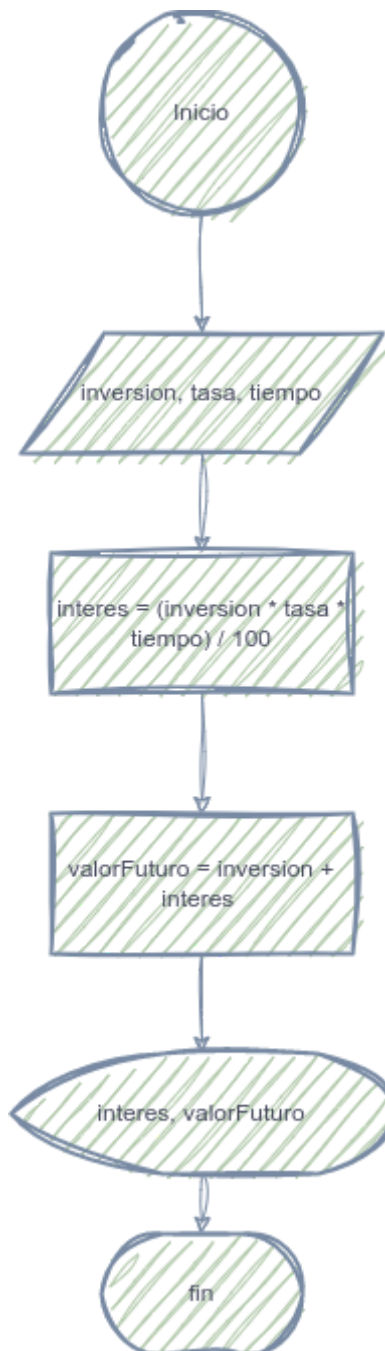 Inicio
inversion, tasa, tiempo
interes = (inversion * tasa *
tiempo) / 100
valorFuturo = inversion +
interes
interes, valorFuturo
fin